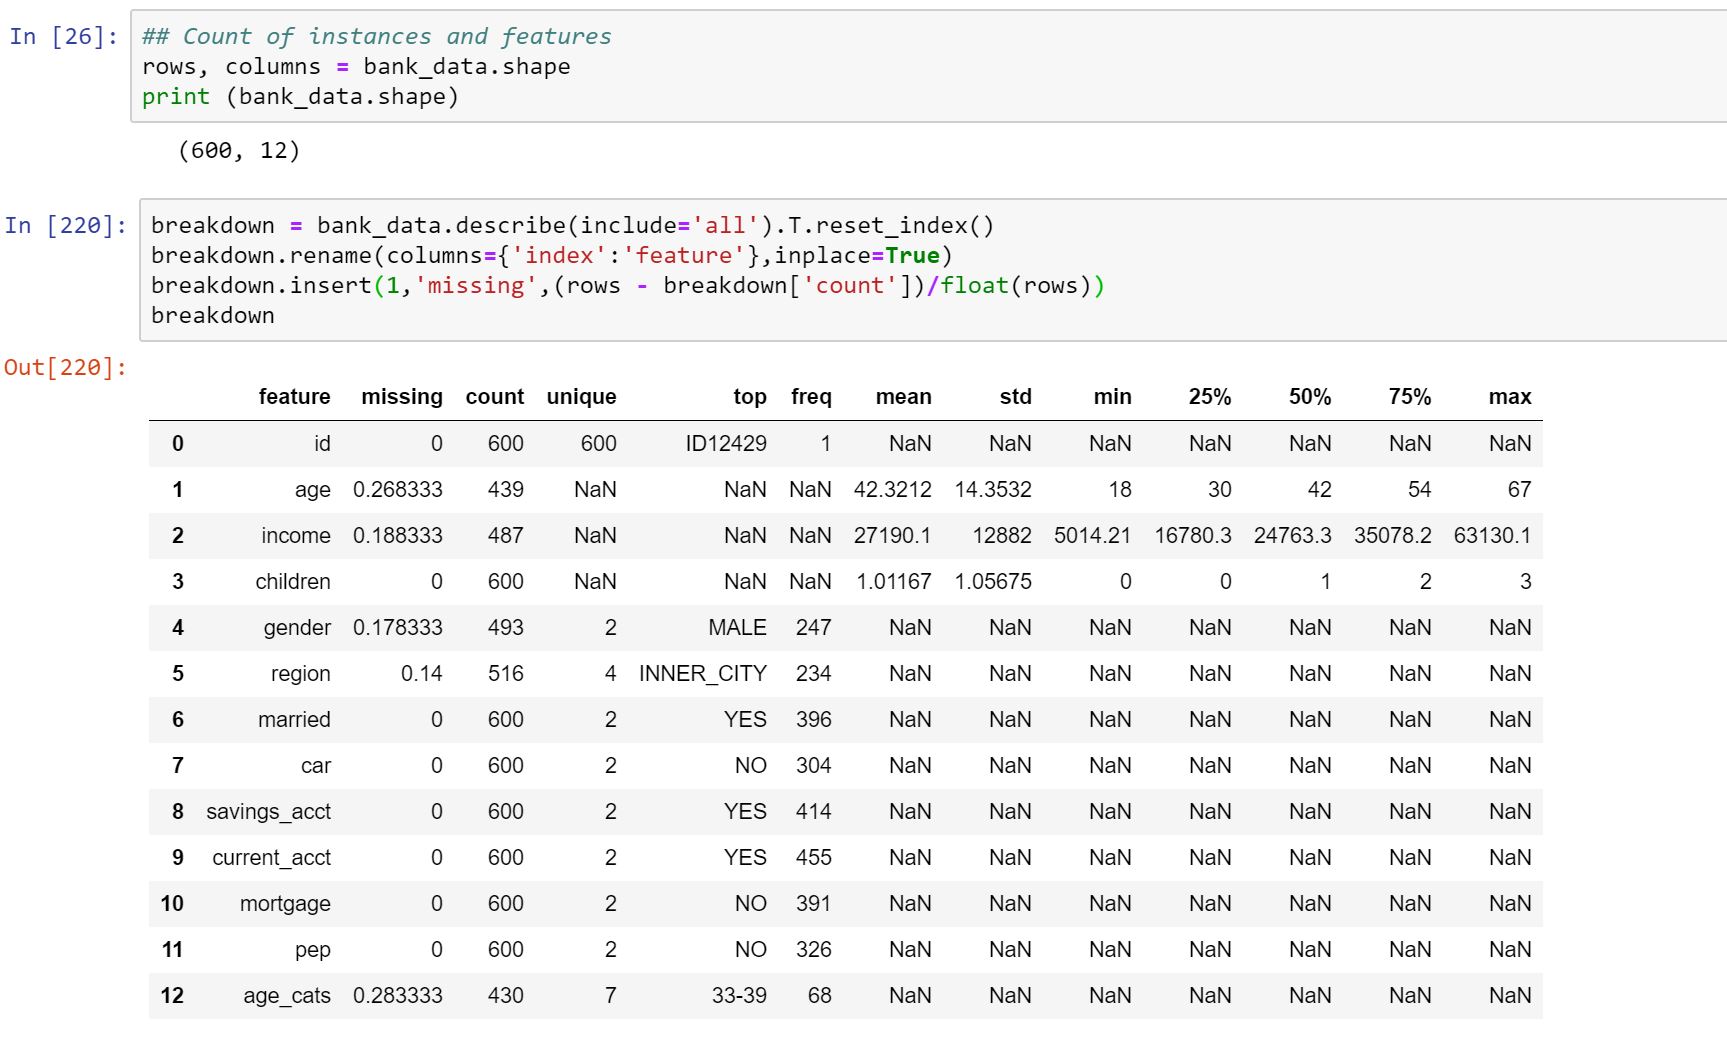 In [26]:
## Count of instances and features
rows, columns = bank_data.shape
print (bank_data.shape)
(600, 12)
In [220]:
breakdown = bank_data.describe(include='all').T.reset_index()
breakdown.rename(columns={'index':'feature'},inplace=True)
breakdown.insert(1,'missing',(rows - breakdown['count'])/float(rows))
breakdown
Out[220]:
feature missing count unique top freq mean std min 25% 50% 75% max
0 id 0 600 600 ID12429 1 NaN NaN NaN NaN NaN NaN NaN
1 age 0.268333 439 NaN NaN NaN 42.3212 14.3532 18 30 42 54 67
2 income 0.188333 487 NaN NaN NaN 27190.1 12882 5014.21 16780.3 24763.3 35078.2 63130.1
3 children 0 600 NaN NaN NaN 1.01167 1.05675 0 0 1 2 3
4 gender 0.178333 493 2 MALE 247 NaN NaN NaN NaN NaN NaN NaN
5 region 0.14 516 4 INNER_CITY 234 NaN NaN NaN NaN NaN NaN NaN
6 married 0 600 2 YES 396 NaN NaN NaN NaN NaN NaN NaN
7 car 0 600 2 NO 304 NaN NaN NaN NaN NaN NaN NaN
8 savings_acct 0 600 2 YES 414 NaN NaN NaN NaN NaN NaN NaN
9 current_acct 0 600 2 YES 455 NaN NaN NaN NaN NaN NaN NaN
10 mortgage 0 600 2 NO 391 NaN NaN NaN NaN NaN NaN NaN
11 pep 0 600 2 NO 326 NaN NaN NaN NaN NaN NaN NaN
12 age_cats 0.283333 430 7 33-39 68 NaN NaN NaN NaN NaN NaN NaN